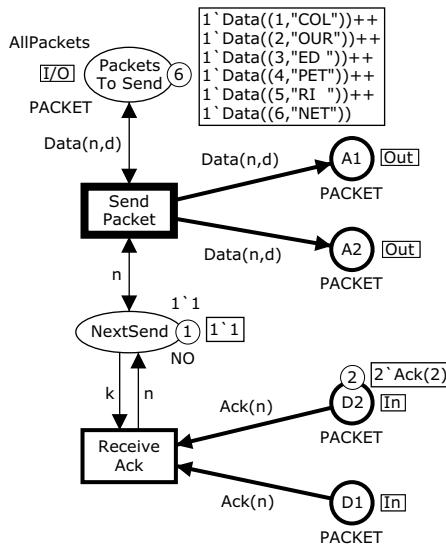 AllPackets
I/O
Packets
To Send
6
PACKET
1`Data((1,"COL"))++
1`Data((2,"OUR"))++
1`Data((3,"ED "))++
1`Data((4,"PET"))++
1`Data((5,"RI  "))++
1`Data((6,"NET"))
Data(n,d)
Data(n,d)
A1
Out
PACKET
Send
Packet
Data(n,d)
A2
Out
PACKET
n
1`1
NextSend
1
1`1
NO
k
n
2
2`Ack(2)
Ack(n)
D2
In
PACKET
Receive
Ack
Ack(n)
D1
In
PACKET